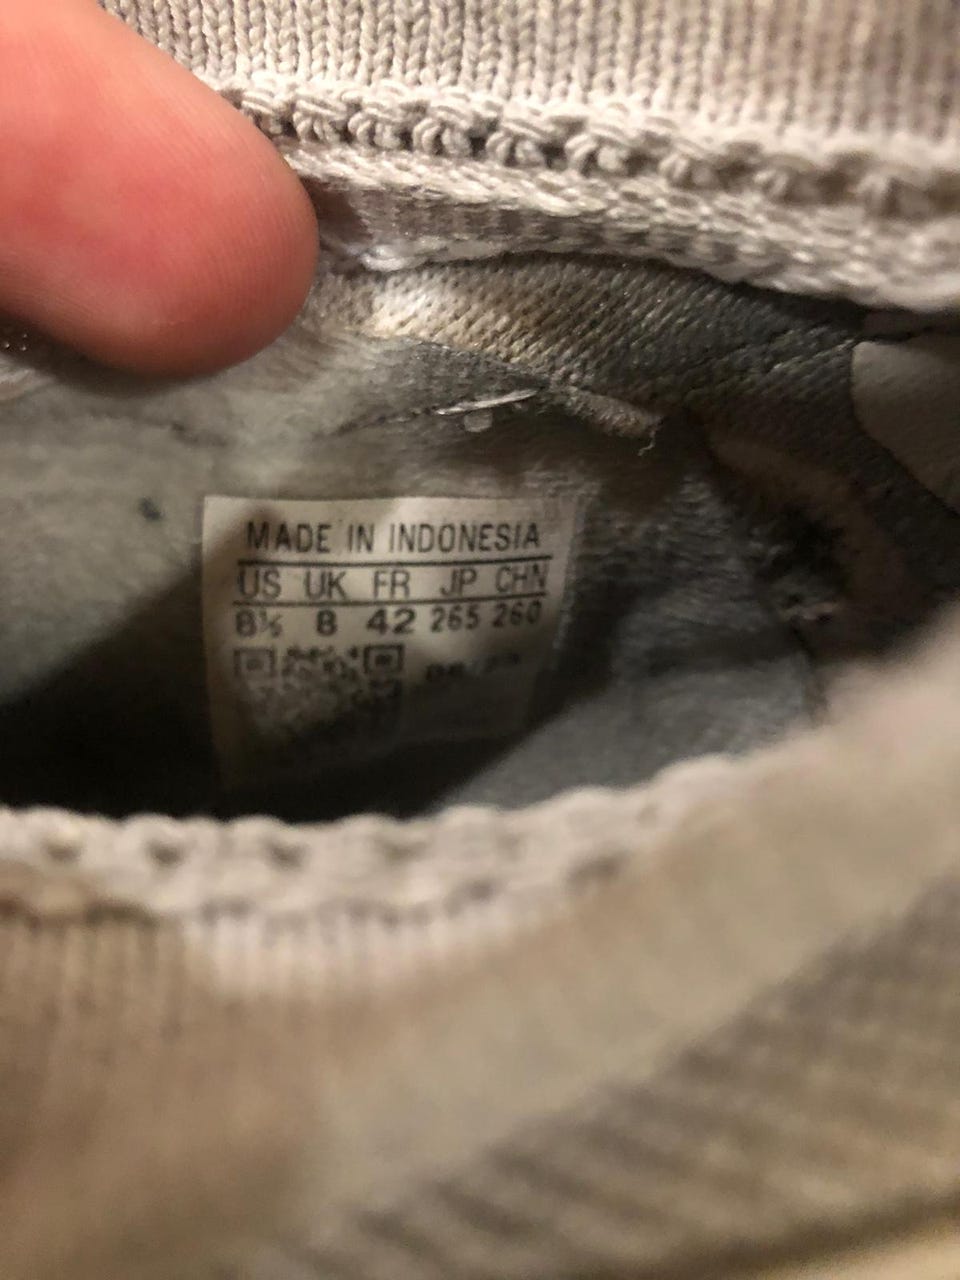 MADE IN INDONESIA
US UK FR JP CHN
8½ 8 42 265 260